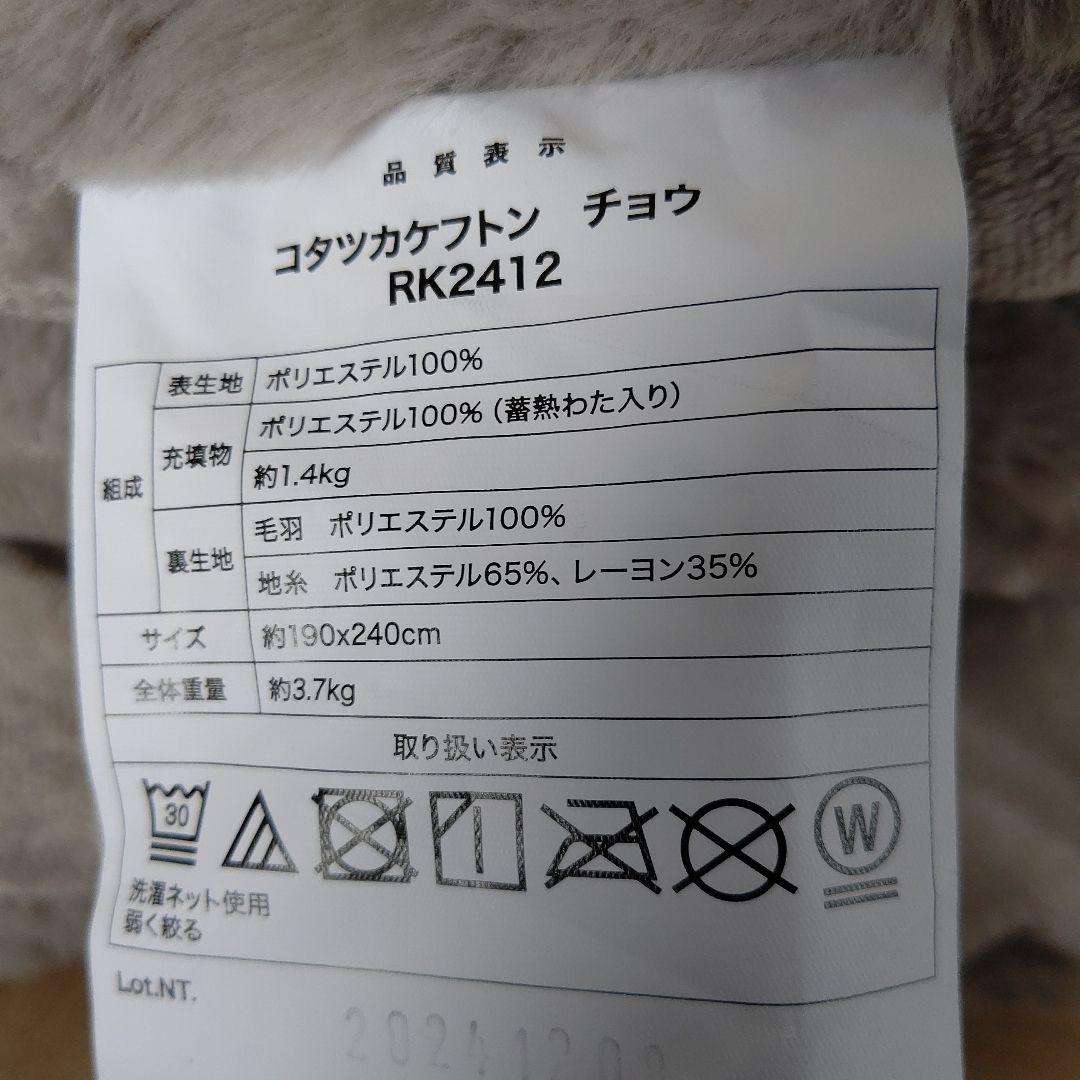 品質表示
コタツカケフトン チョウ
RK2412
組成
表生地 ポリエステル100%
充填物 ポリエステル100% (蓄熱わた入り)
約1.4kg
裏生地 毛羽 ポリエステル100%
地糸 ポリエステル65%、レーヨン35%
サイズ 約190x240cm
全体重量 約3.7kg
取り扱い表示
30
W
洗濯ネット使用
弱く絞る
Lot.NT.